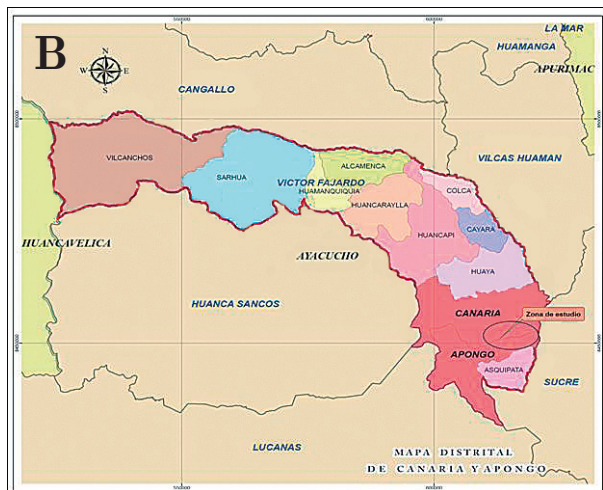 B
N
W
E
S
LA MAR
HUAMANGA
APURIMAC
CANGALLO
VILCAS HUAMAN
VILCANCHOS
SARHUA
ALCAMENCA
VICTOR FAJARDO
HUAMANQUIQUIA
COLCA
HUANCARAYLLA
CAYARA
HUANCAPI
HUANCAVELICA
AYACUCHO
HUAYA
HUANCA SANCOS
CANARIA
Zona de estudio
APONGO
ASQUIPATA
SUCRE
LUCANAS
MAPA DISTRITAL
DE CANARIA Y APONGO